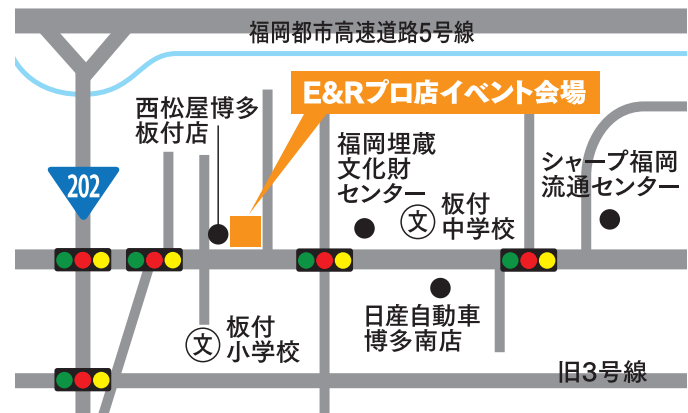 福岡都市高速道路5号線
E&Rプロ店イベント会場
西松屋博多
板付店
福岡埋蔵
文化財
センター
シャープ福岡
流通センター
202
文
板付
中学校
日産自動車
博多南店
文
板付
小学校
旧3号線